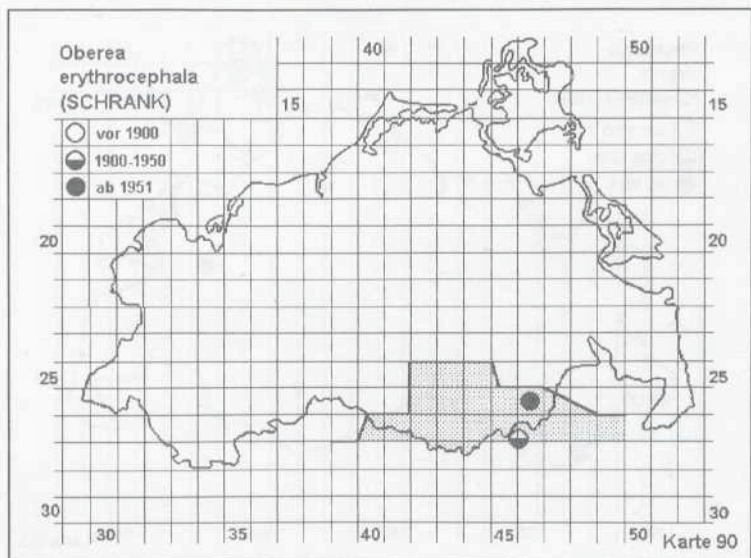 Oberea
erythrocephala
(SCHRANK)
vor 1900
1900-1950
ab 1951
40 50
15 15
20 20
25 25
30 30
30 35 40 45 50
Karte 90